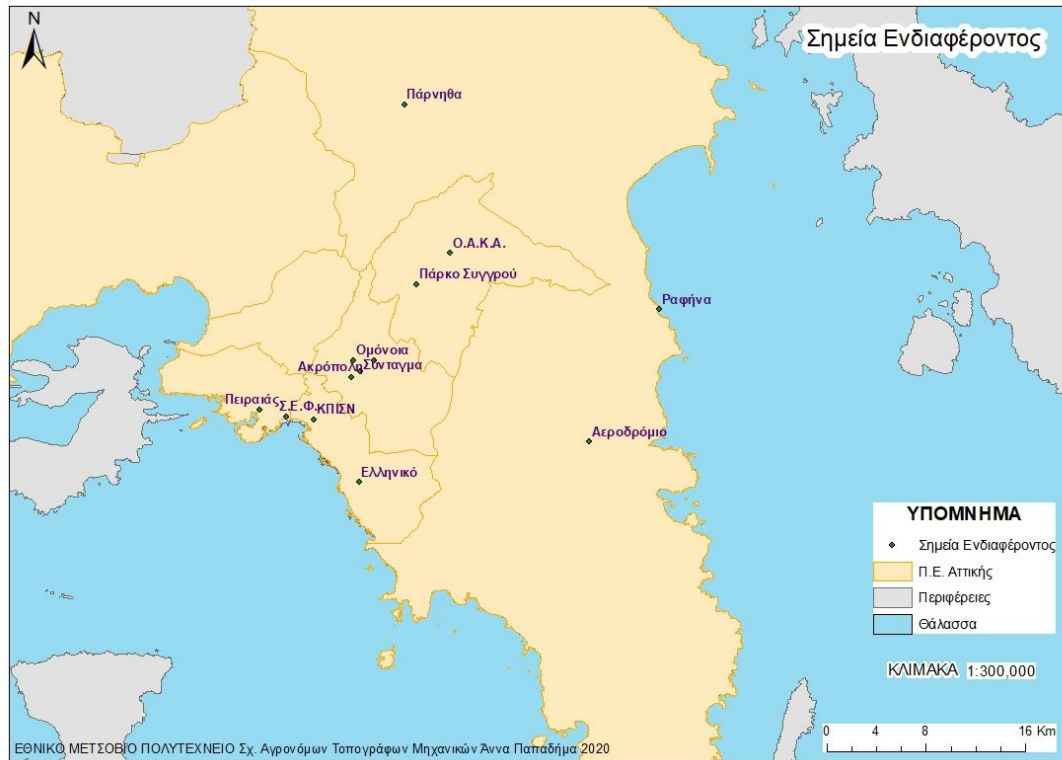 N
Σημεία Ενδιαφέροντος
Πάρνηθα
Ο.Α.Κ.Α.
Πάρκο Συγγρού
Ραφήνα
Ομόνοια
Σύνταγμα
Ακρόπολη
Πειραιάς
Σ.Ε.Φ.
ΚΠΙΣΝ
Αεροδρόμιο
Ελληνικό
ΥΠΟΜΝΗΜΑ
Σημεία Ενδιαφέροντος
Π.Ε. Αττικής
Περιφέρειες
Θάλασσα
ΚΛΙΜΑΚΑ 1:300,000
0 4 8 16 Km
ΕΘΝΙΚΟ ΜΕΤΣΟΒΙΟ ΠΟΛΥΤΕΧΝΕΙΟ Σχ. Αγρονόμων Τοπογράφων Μηχανικών Άννα Παπαδήμα 2020